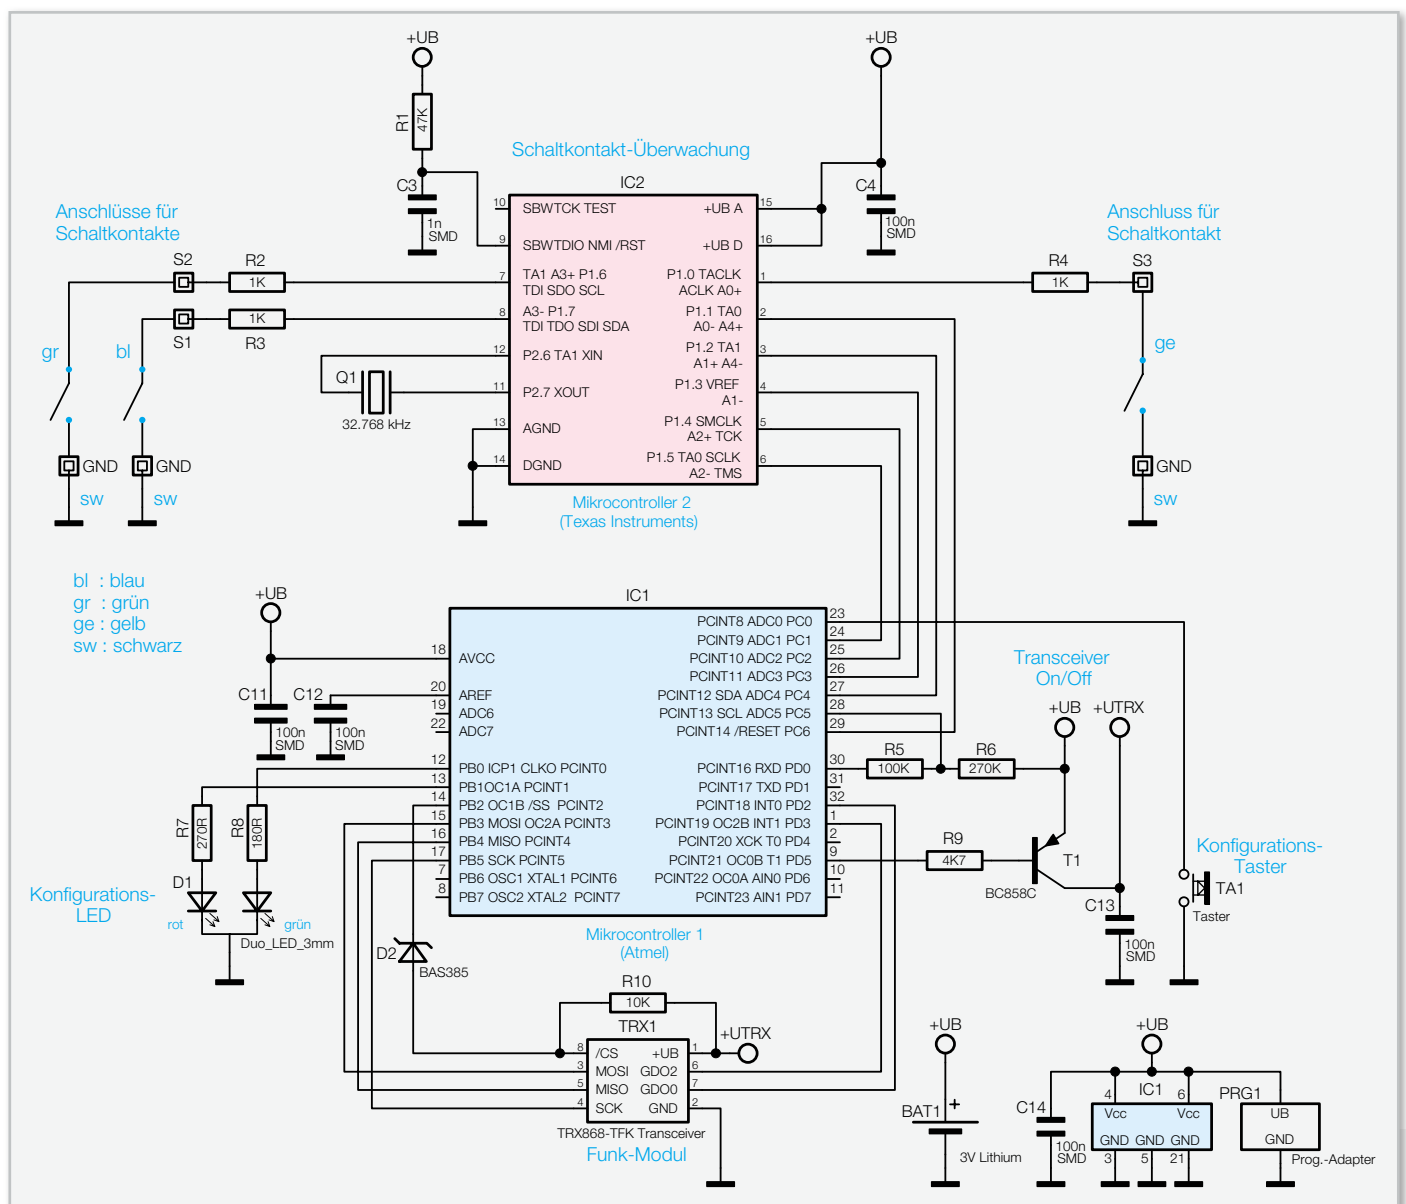 +UB
+UB
R1
47K
Schaltkontakt-Überwachung
C3
1n
SMD
IC2
C4
100n
SMD
Anschlüsse für
Schaltkontakte
Anschluss für
Schaltkontakt
10 SBWTCK TEST
+UB A 15
9 SBWTDIO NMI /RST
+UB D 16
S2
R2
1K
7 TA1 A3+ P1.6
TDI SDO SCL
P1.0 TACLK 1
ACLK A0+
R4
1K
S3
S1
R3
1K
8 A3- P1.7
TDI TDO SDI SDA
P1.1 TA0 2
A0- A4+
gr
bl
ge
12 P2.6 TA1 XIN
P1.2 TA1 3
A1+ A4-
Q1
32.768 kHz
11 P2.7 XOUT
P1.3 VREF 4
A1-
13 AGND
P1.4 SMCLK 5
A2+ TCK
14 DGND
P1.5 TA0 SCLK 6
A2- TMS
GND
GND
GND
sw
sw
sw
Mikrocontroller 2
(Texas Instruments)
bl : blau
gr : grün
ge : gelb
sw : schwarz
+UB
IC1
18 AVCC
20 AREF
19 ADC6
22 ADC7
12 PB0 ICP1 CLKO PCINT0
13 PB1OC1A PCINT1
14 PB2 OC1B /SS PCINT2
15 PB3 MOSI OC2A PCINT3
16 PB4 MISO PCINT4
17 PB5 SCK PCINT5
7 PB6 OSC1 XTAL1 PCINT6
8 PB7 OSC2 XTAL2 PCINT7
PCINT8 ADC0 PC0 23
PCINT9 ADC1 PC1 24
PCINT10 ADC2 PC2 25
PCINT11 ADC3 PC3 26
PCINT12 SDA ADC4 PC4 27
PCINT13 SCL ADC5 PC5 28
PCINT14 /RESET PC6 29
PCINT16 RXD PD0 30
PCINT17 TXD PD1 31
PCINT18 INT0 PD2 32
PCINT19 OC2B INT1 PD3 1
PCINT20 XCK T0 PD4 2
PCINT21 OC0B T1 PD5 9
PCINT22 OC0A AIN0 PD6 10
PCINT23 AIN1 PD7 11
C11
100n
SMD
C12
100n
SMD
Transceiver
On/Off
+UB
+UTRX
R5
100K
R6
270K
R7
270R
R8
180R
R9
4K7
T1
BC858C
Konfigurations-
Taster
TA1
Taster
C13
100n
SMD
Konfigurations-
LED
D1
rot
grün
Duo_LED_3mm
Mikrocontroller 1
(Atmel)
D2
BAS385
R10
10K
TRX1
+UTRX
8 /CS
3 MOSI
5 MISO
4 SCK
+UB 1
GDO2 6
GDO0 7
GND 2
TRX868-TFK Transceiver
Funk-Modul
+UB
BAT1
+
3V Lithium
+UB
C14
100n
SMD
IC1
4
6
Vcc
Vcc
GND
GND
GND
3
5
21
PRG1
UB
GND
Prog.-Adapter